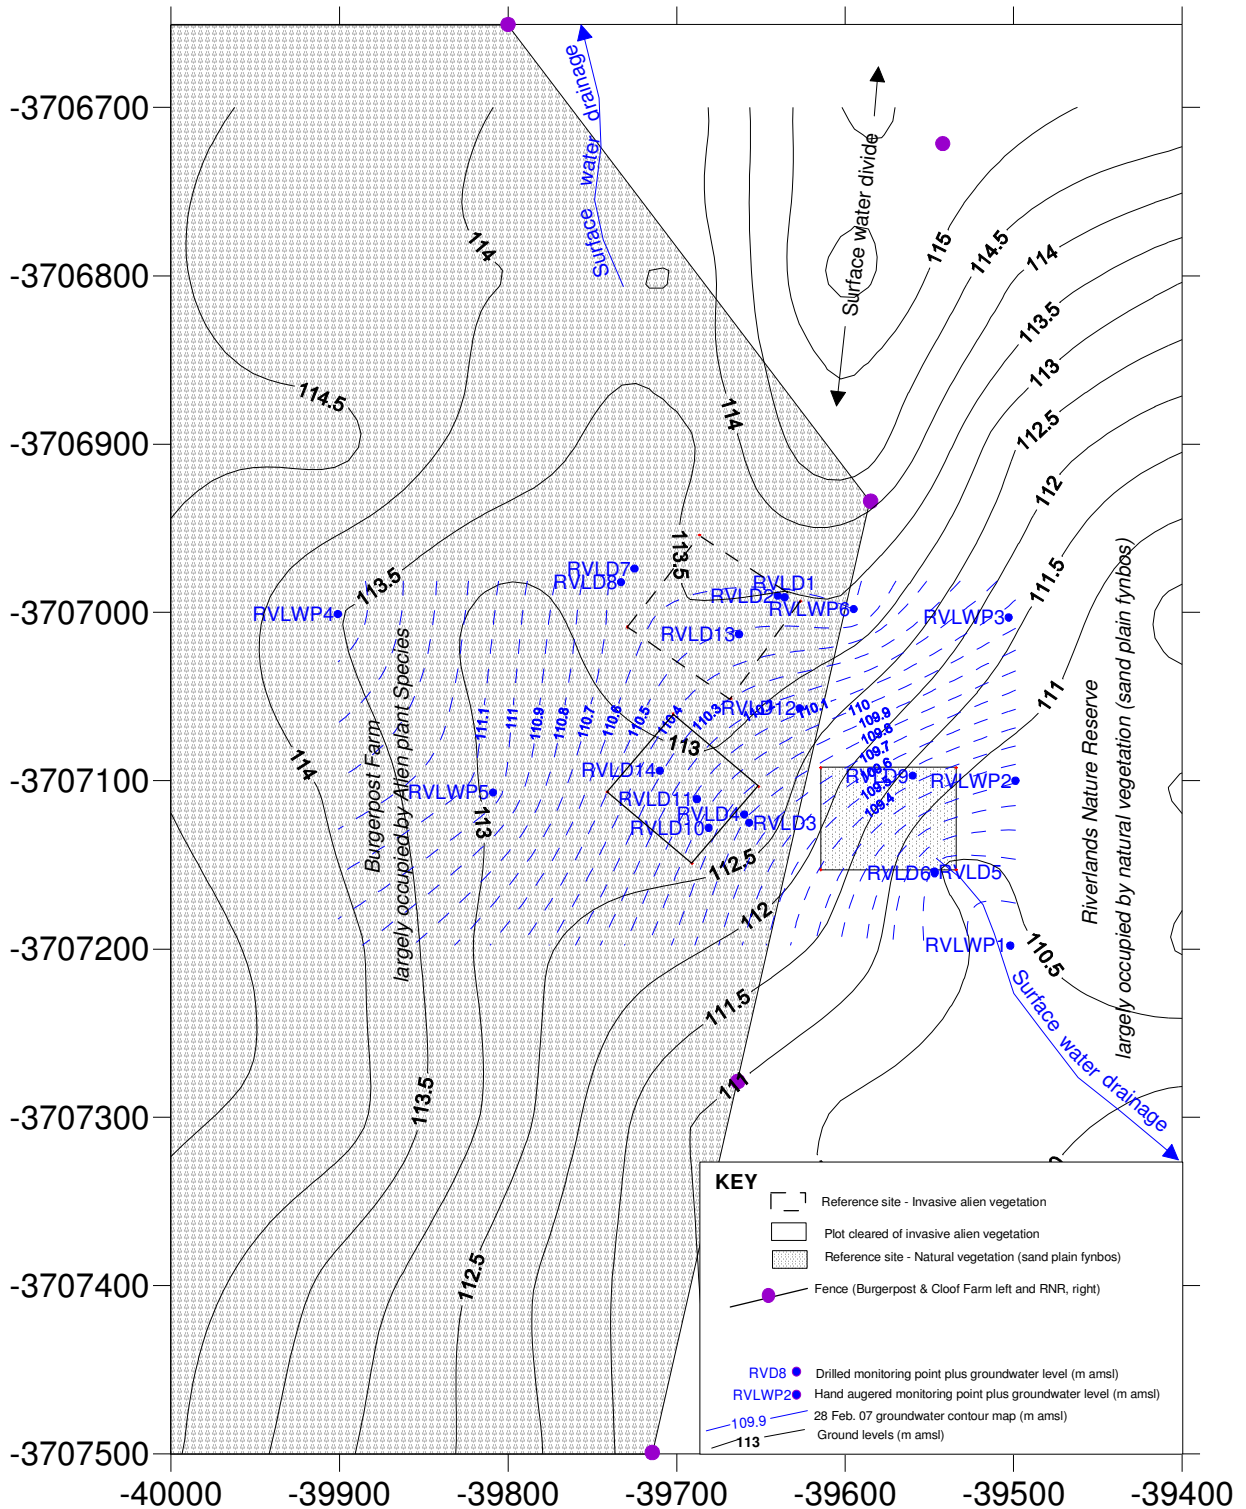 -3706700
-3706800
-3706900
-3707000
-3707100
-3707200
-3707300
-3707400
-3707500
-40000
-39900
-39800
-39700
-39600
-39500
-39400
Surface water drainage
Surface water divide
114
115
114.5
114
113.5
113
112.5
112
111.5
111
114.5
114
113.5
113.5
RVLD7
RVLD8
RVLD1
RVLD2
RVLWP6
RVLWP4
RVLWP3
RVLD13
RVLD12
111.1
111
110.9
110.8
110.7
110.6
110.5
110.4
110.3
110.1
110
109.9
109.8
109.7
109.6
109.5
109.4
113
114
113
RVLD14
RVLWP5
RVLD11
RVLD4
RVLD10
RVLD3
RVLD9
RVLWP2
RVLD6
RVLD5
RVLWP1
112.5
112
111.5
111
110.5
113.5
112.5
Burgerpost Farm
largely occupied by Alien plant Species
Riverlands Nature Reserve
largely occupied by natural vegetation (sand plain fynbos)
Surface water drainage
KEY
Reference site - Invasive alien vegetation
Plot cleared of invasive alien vegetation
Reference site - Natural vegetation (sand plain fynbos)
Fence (Burgerpost & Cloof Farm left and RNR, right)
RVD8 Drilled monitoring point plus groundwater level (m amsl)
RVLWP2 Hand augered monitoring point plus groundwater level (m amsl)
109.9 28 Feb. 07 groundwater contour map (m amsl)
113 Ground levels (m amsl)